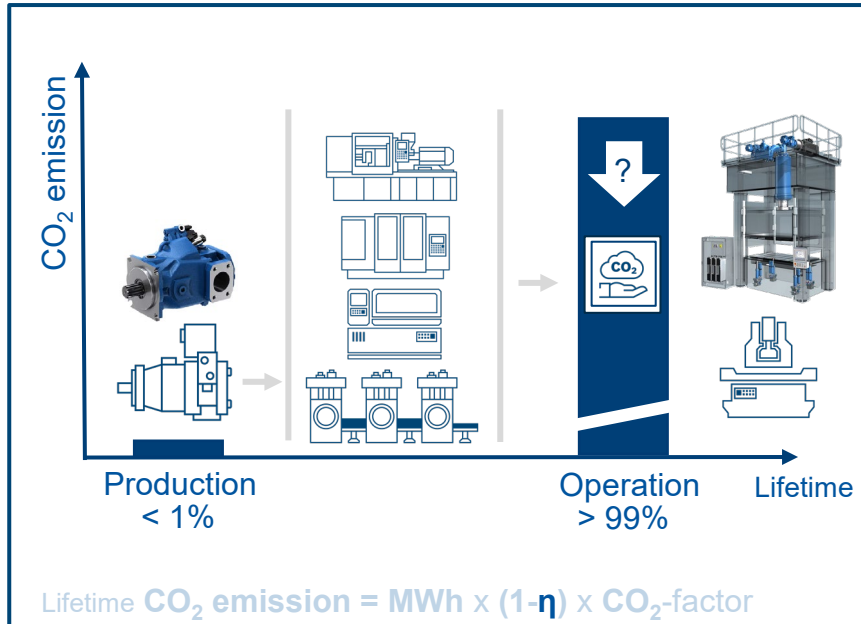 CO₂ emission
?
CO₂
Production
< 1%
Operation
> 99%
Lifetime
Lifetime CO₂ emission = MWh x (1-η) x CO₂-factor